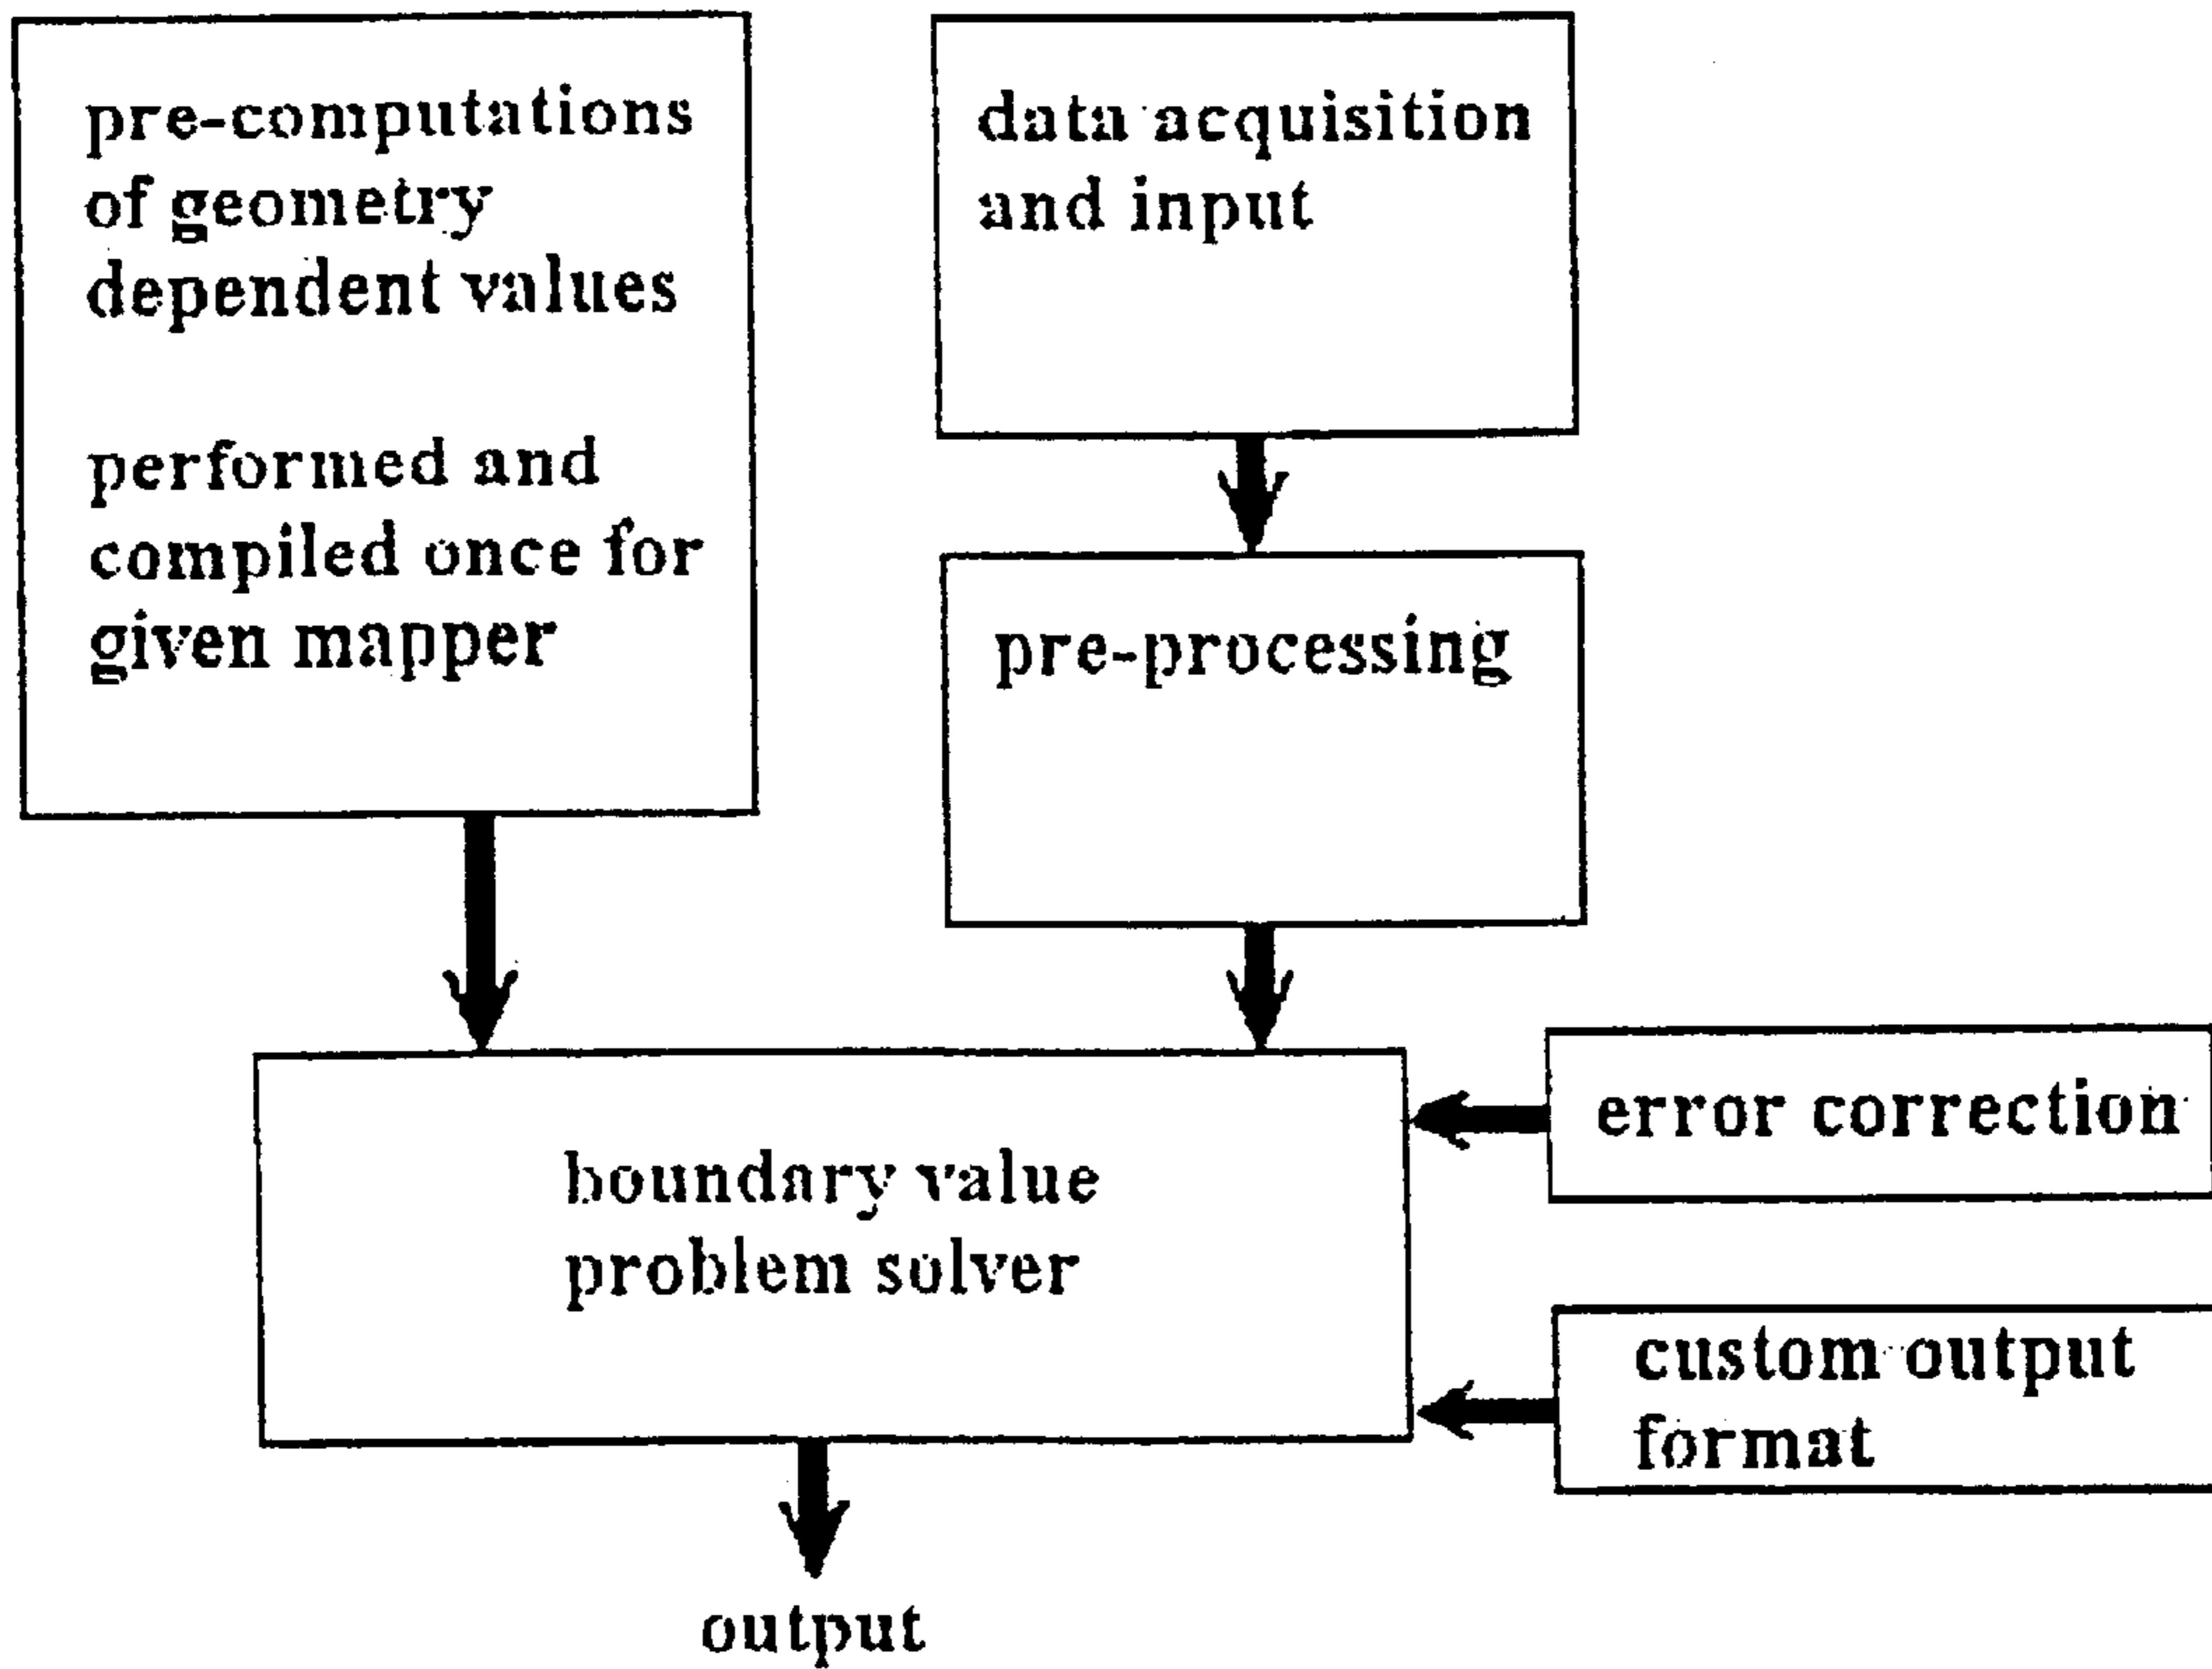 pre-computations
of geometry
dependent values
performed and
compiled once for
given mapper
data acquisition
and input
pre-processing
boundary value
problem solver
error correction
custom output
format
output